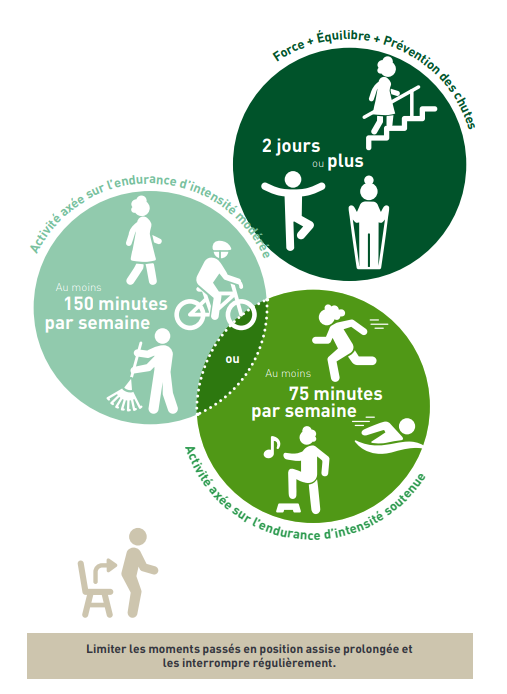 Force + Équilibre + Prévention des chutes
2 jours
ou plus
Activité axée sur l'endurance d'intensité modérée
Au moins
150 minutes
par semaine
ou
Au moins
75 minutes
par semaine
Activité axée sur l'endurance d'intensité soutenue
Limiter les moments passés en position assise prolongée et
les interrompre régulièrement.